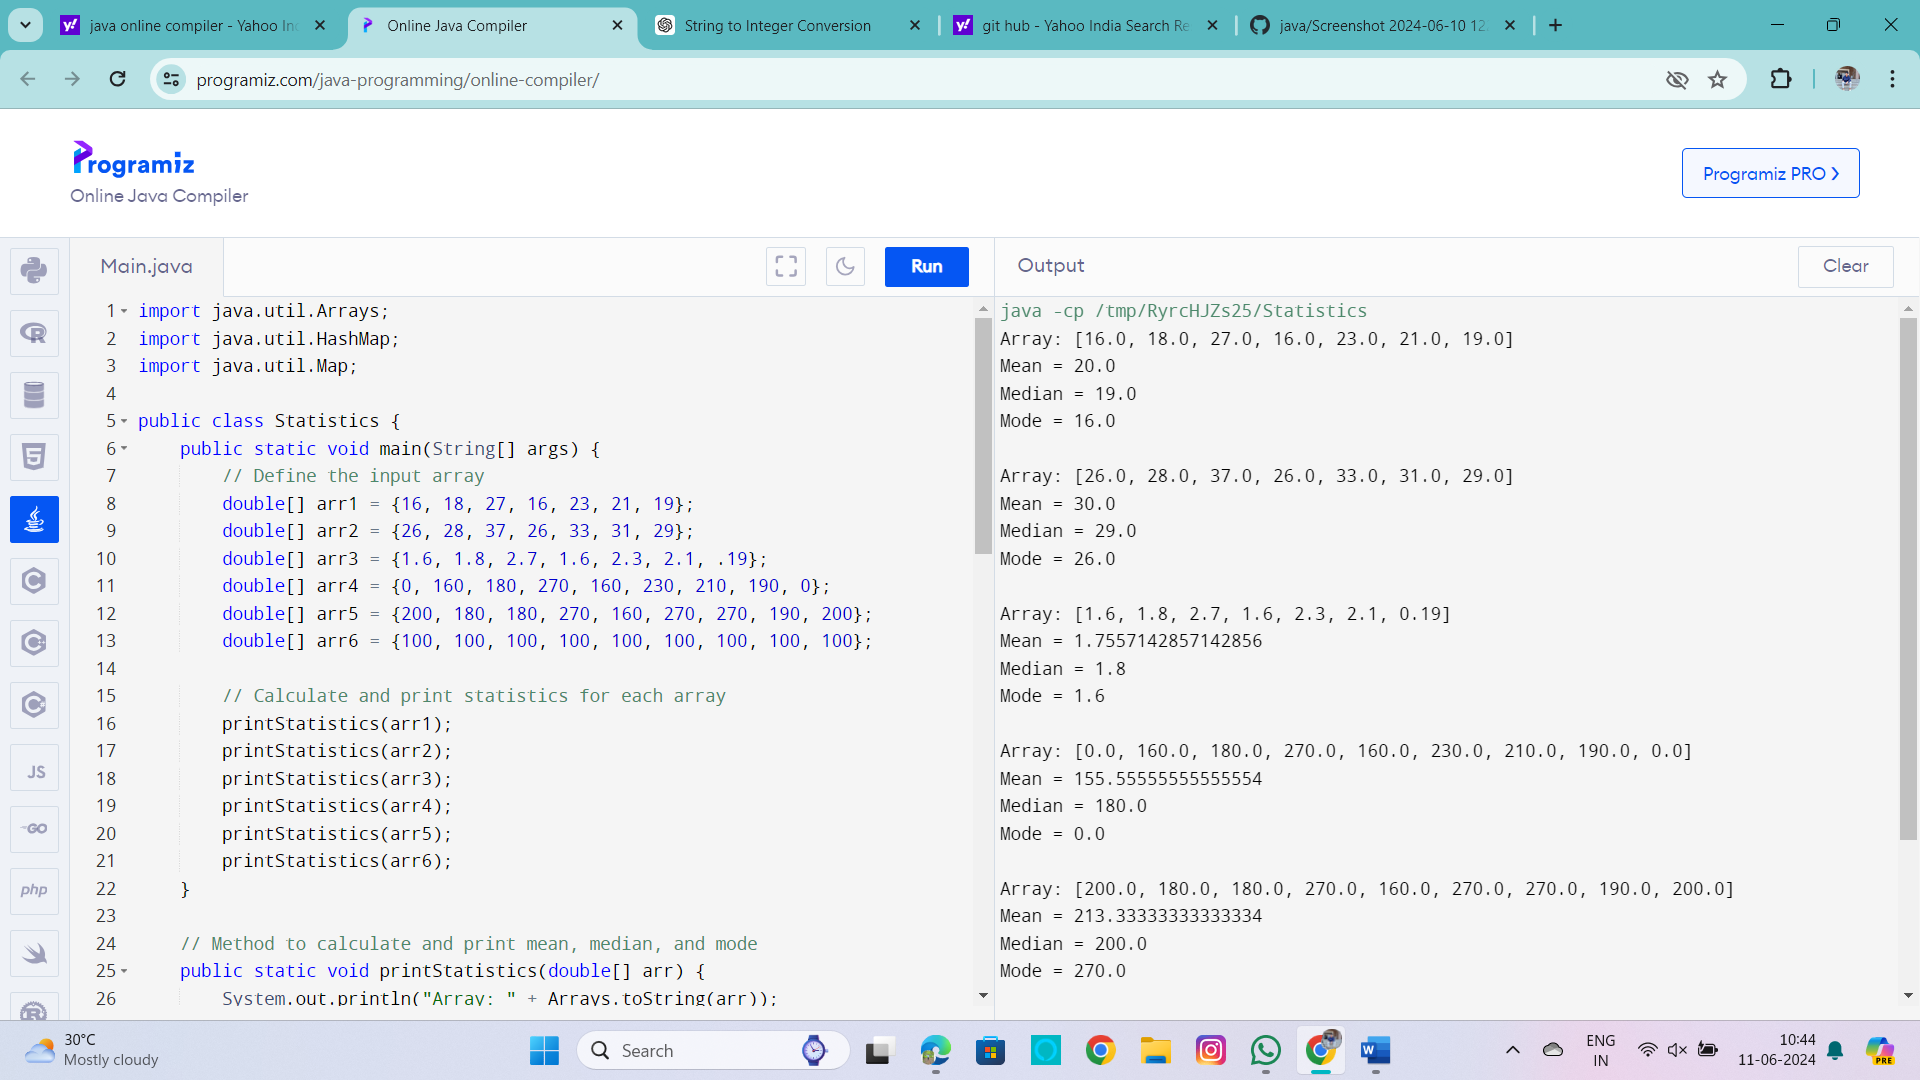 java online compiler - Yahoo In
Online Java Compiler
String to Integer Conversion
git hub - Yahoo India Search Re
java/Screenshot 2024-06-10 12.
programiz.com/java-programming/online-compiler/
Programiz
Online Java Compiler
Programiz PRO
Main.java
Run
Output
Clear
1 import java.util.Arrays;
2 import java.util.HashMap;
3 import java.util.Map;
4
5 public class Statistics {
6 public static void main(String[] args) {
7 // Define the input array
8 double[] arr1 = {16, 18, 27, 16, 23, 21, 19};
9 double[] arr2 = {26, 28, 37, 26, 33, 31, 29};
10 double[] arr3 = {1.6, 1.8, 2.7, 1.6, 2.3, 2.1, .19};
11 double[] arr4 = {0, 160, 180, 270, 160, 230, 210, 190, 0};
12 double[] arr5 = {200, 180, 180, 270, 160, 270, 270, 190, 200};
13 double[] arr6 = {100, 100, 100, 100, 100, 100, 100, 100, 100};
14
15 // Calculate and print statistics for each array
16 printStatistics(arr1);
17 printStatistics(arr2);
18 printStatistics(arr3);
19 printStatistics(arr4);
20 printStatistics(arr5);
21 printStatistics(arr6);
22 }
23
24 // Method to calculate and print mean, median, and mode
25 public static void printStatistics(double[] arr) {
26 System.out.println("Array: " + Arrays.toString(arr));
java -cp /tmp/RyrcHJZs25/Statistics
Array: [16.0, 18.0, 27.0, 16.0, 23.0, 21.0, 19.0]
Mean = 20.0
Median = 19.0
Mode = 16.0
Array: [26.0, 28.0, 37.0, 26.0, 33.0, 31.0, 29.0]
Mean = 30.0
Median = 29.0
Mode = 26.0
Array: [1.6, 1.8, 2.7, 1.6, 2.3, 2.1, 0.19]
Mean = 1.7557142857142856
Median = 1.8
Mode = 1.6
Array: [0.0, 160.0, 180.0, 270.0, 160.0, 230.0, 210.0, 190.0, 0.0]
Mean = 155.55555555555554
Median = 180.0
Mode = 0.0
Array: [200.0, 180.0, 180.0, 270.0, 160.0, 270.0, 270.0, 190.0, 200.0]
Mean = 213.33333333333334
Median = 200.0
Mode = 270.0
JS
GO
php
30°C
Mostly cloudy
Search
ENG
IN
10:44
11-06-2024
PRE